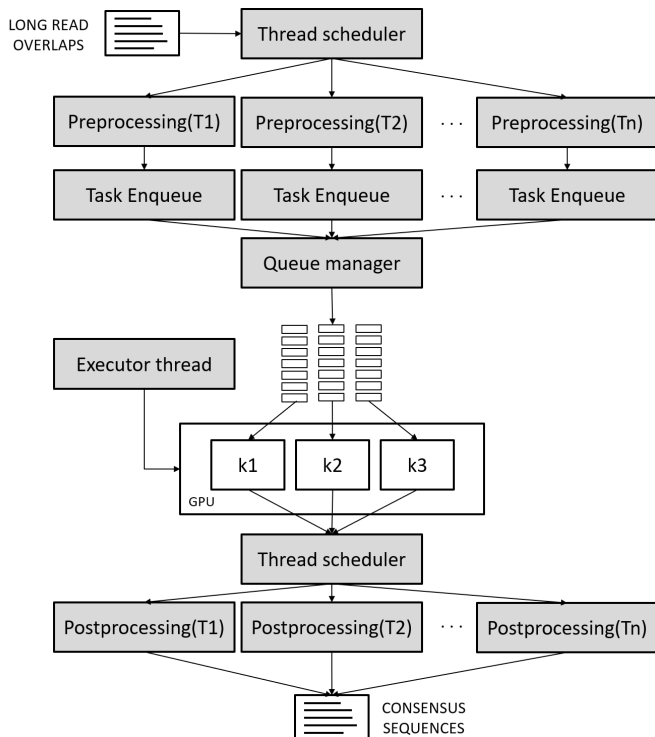 LONG READ
OVERLAPS
Thread scheduler
Preprocessing(T1)
Preprocessing(T2)
. . .
Preprocessing(Tn)
Task Enqueue
Task Enqueue
. . .
Task Enqueue
Queue manager
Executor thread
k1
k2
k3
GPU
Thread scheduler
Postprocessing(T1)
Postprocessing(T2)
. . .
Postprocessing(Tn)
CONSENSUS
SEQUENCES